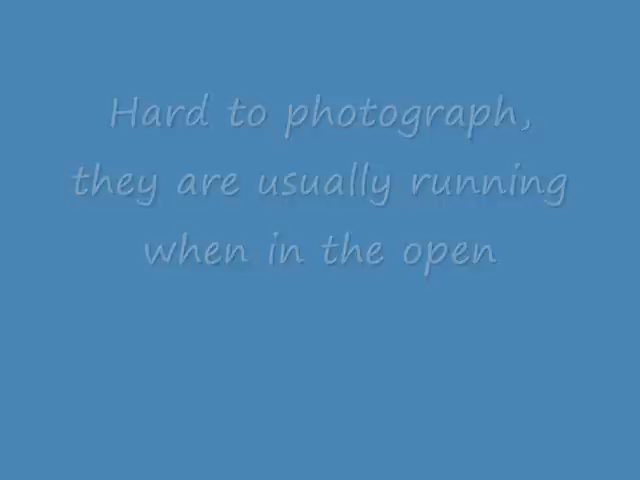 Hard to photograph,
they are usually running
when in the open